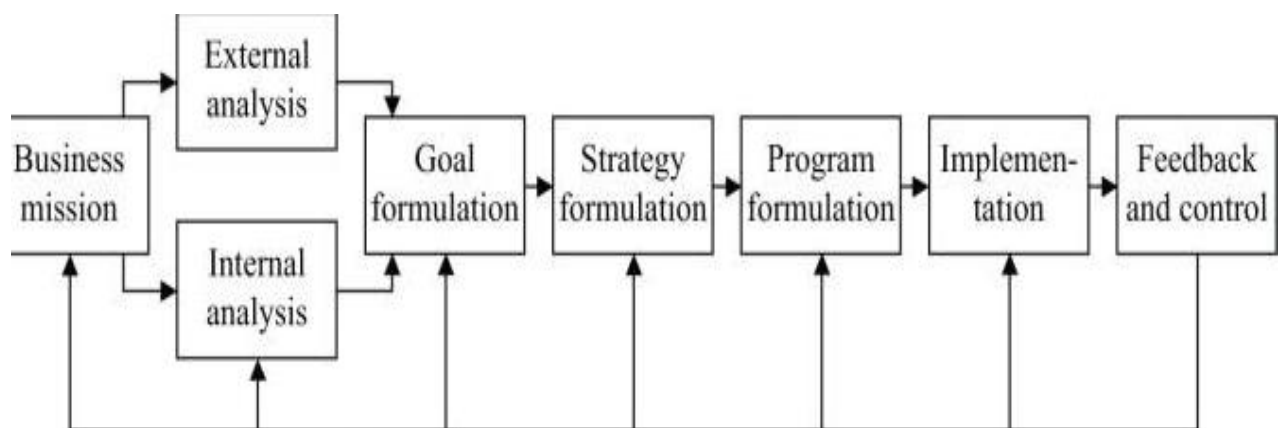 Business
mission
External
analysis
Internal
analysis
Goal
formulation
Strategy
formulation
Program
formulation
Implemen-
tation
Feedback
and control